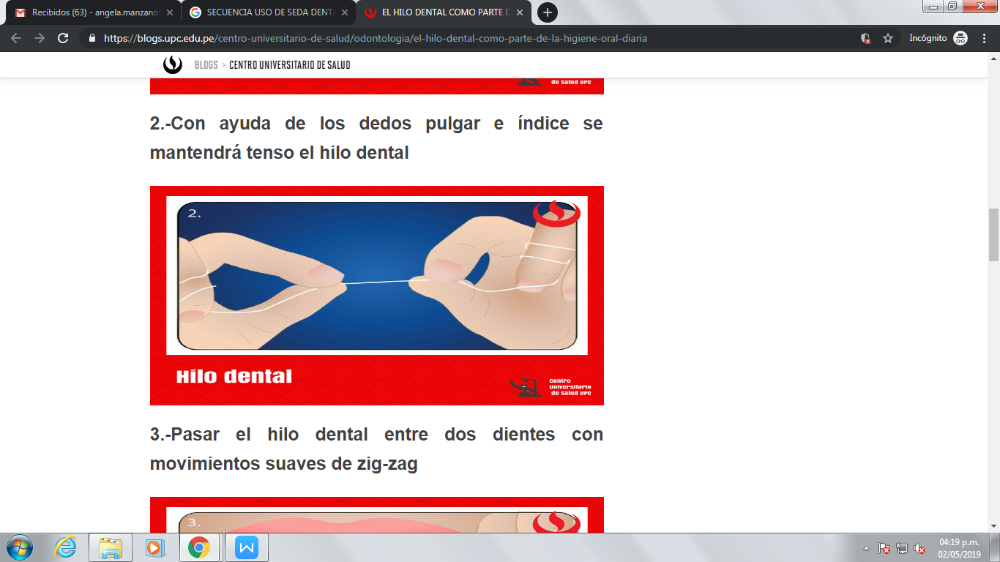 Recibidos (63) - angela.manzano
SECUENCIA USO DE SEDA DENTA
EL HILO DENTAL COMO PARTE D
https://blogs.upc.edu.pe/centro-universitario-de-salud/odontologia/el-hilo-dental-como-parte-de-la-higiene-oral-diaria
Incógnito
BLOGS > CENTRO UNIVERSITARIO DE SALUD
de Salud UPC
2.-Con ayuda de los dedos pulgar e índice se
mantendrá tenso el hilo dental
2.
Hilo dental
Centro
Universitario
de Salud UPC
3.-Pasar el hilo dental entre dos dientes con
movimientos suaves de zig-zag
3.
04:19 p.m.
02/05/2019